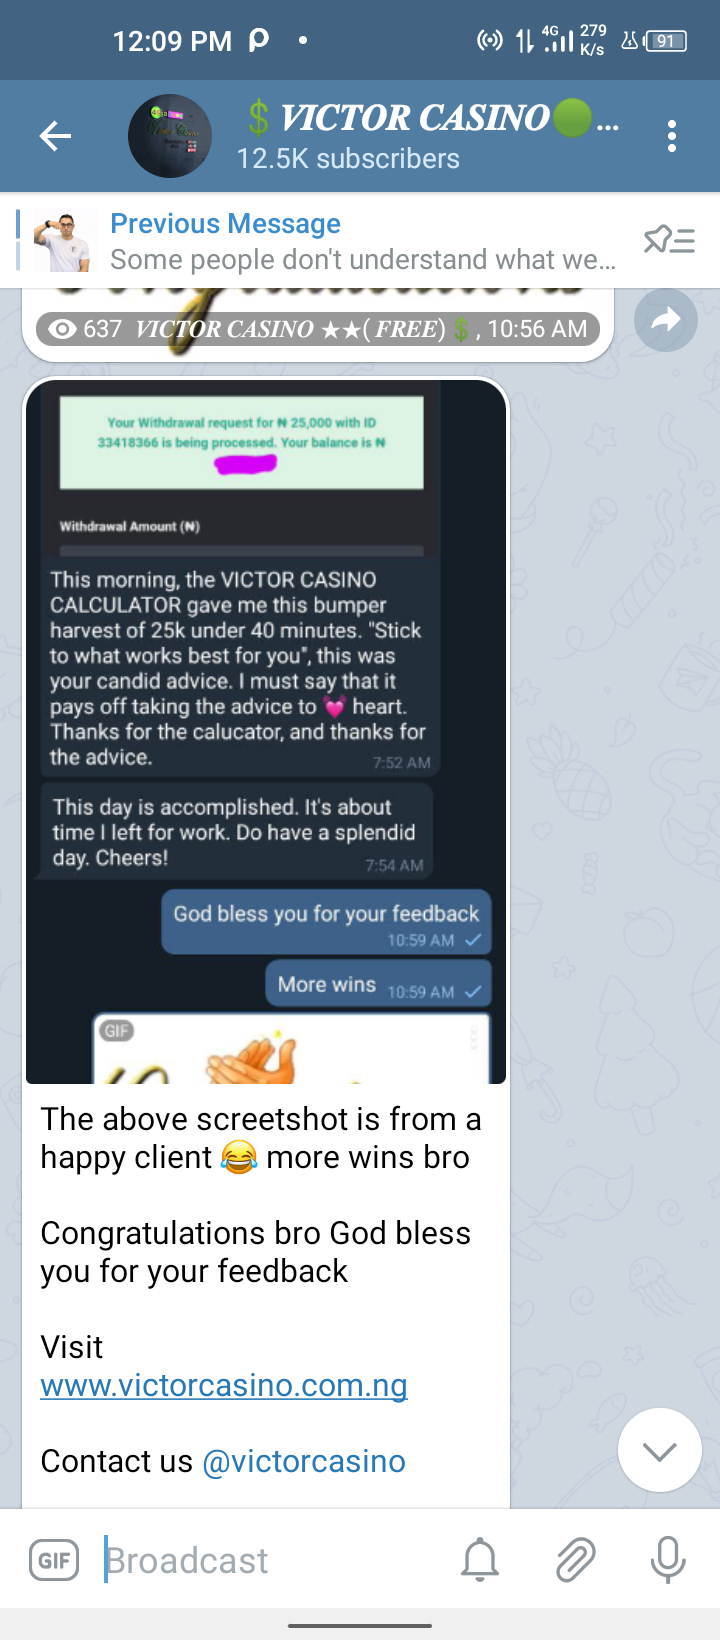 12:09 PM
4G 279 K/s
91
$ VICTOR CASINO...
12.5K subscribers
Previous Message
Some people don't understand what we...
637 VICTOR CASINO ★★( FREE) $ , 10:56 AM
Your Withdrawal request for ₦ 25,000 with ID
33418366 is being processed. Your balance is ₦
Withdrawal Amount (₦)
This morning, the VICTOR CASINO
CALCULATOR gave me this bumper
harvest of 25k under 40 minutes. "Stick
to what works best for you", this was
your candid advice. I must say that it
pays off taking the advice to 💓 heart.
Thanks for the calucator, and thanks for
the advice.
7:52 AM
This day is accomplished. It's about
time I left for work. Do have a splendid
day. Cheers!
7:54 AM
God bless you for your feedback
10:59 AM
More wins 10:59 AM
GIF
The above screetshot is from a
happy client 😂 more wins bro
Congratulations bro God bless
you for your feedback
Visit
www.victorcasino.com.ng
Contact us @victorcasino
GIF Broadcast